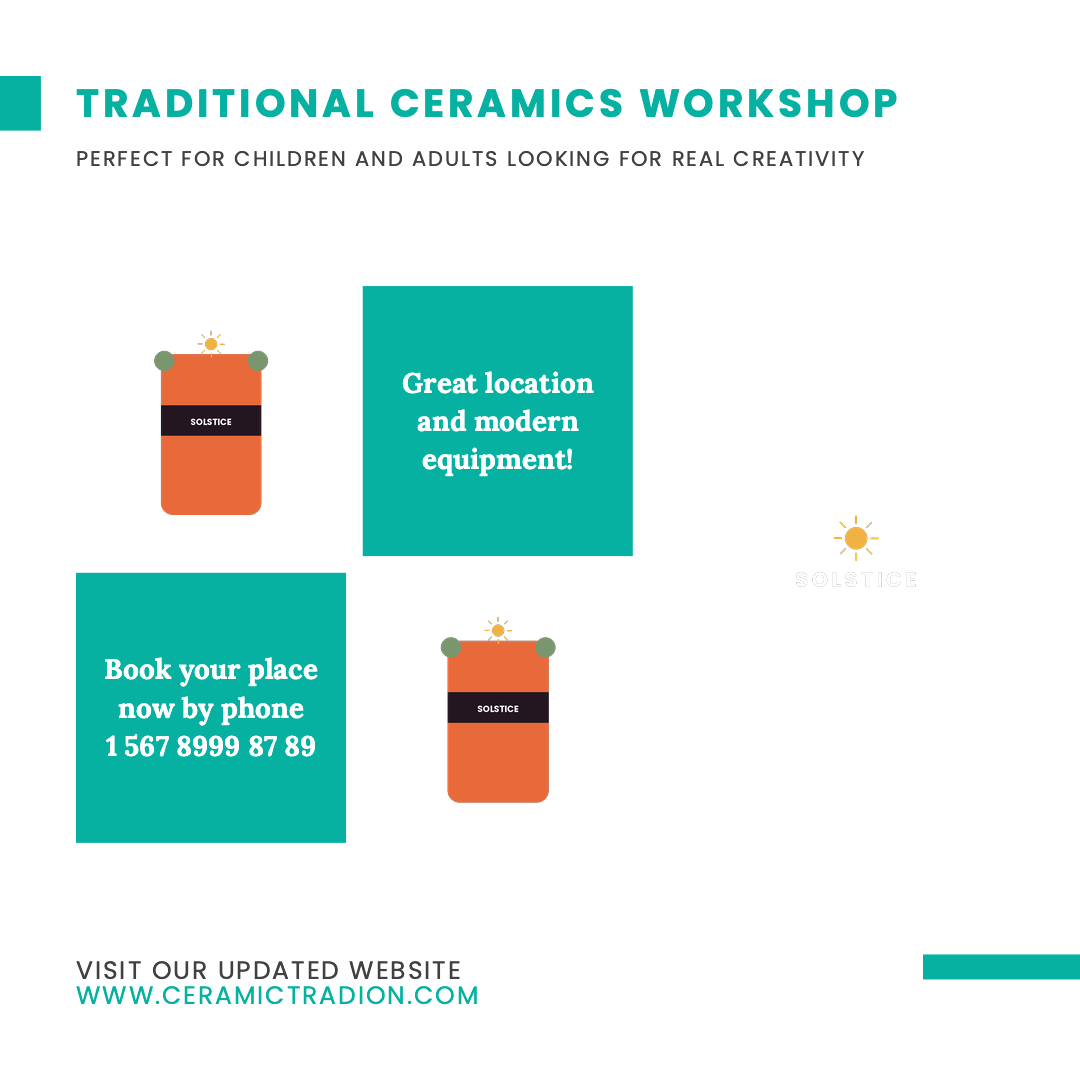 TRADITIONAL CERAMICS WORKSHOP
PERFECT FOR CHILDREN AND ADULTS LOOKING FOR REAL CREATIVITY
SOLSTICE
Great location
and modern
equipment!
SOLSTICE
Book your place
now by phone
1 567 8999 87 89
SOLSTICE
VISIT OUR UPDATED WEBSITE
WWW.CERAMICTRADION.COM